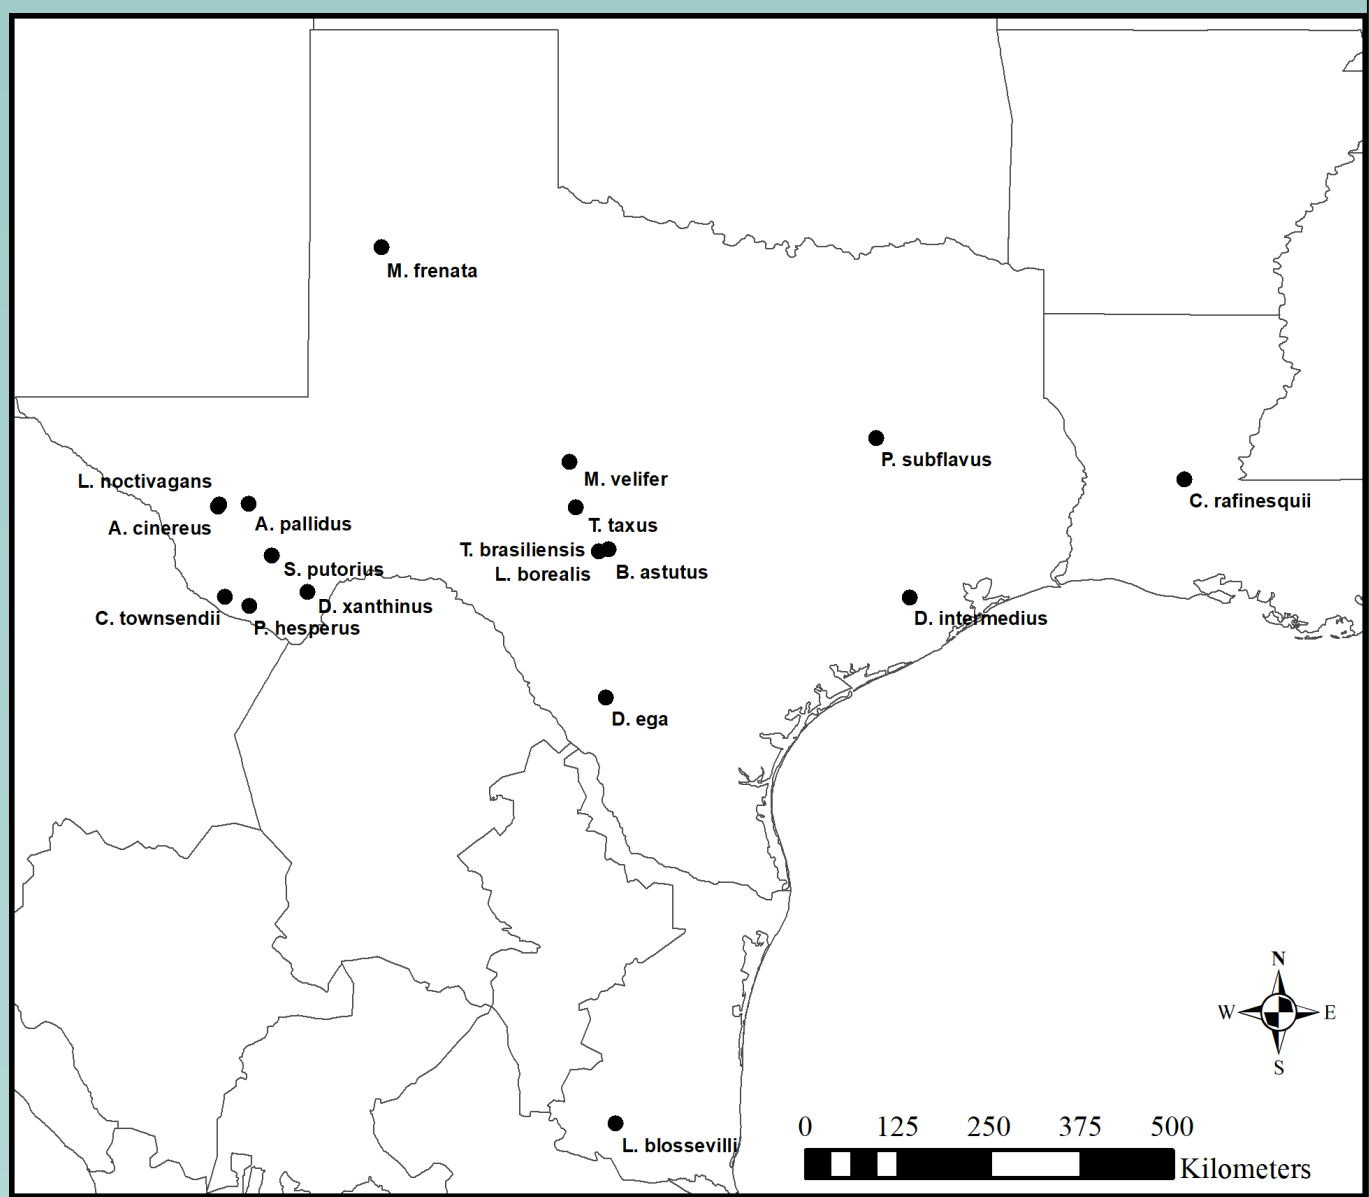 M. frenata
P. subflavus
M. velifer
L. noctivagans
C. rafinesquii
A. pallidus
T. taxus
A. cinereus
T. brasiliensis
S. putorius
B. astutus
L. borealis
D. xanthinus
C. townsendii
D. intermedius
P. hesperus
D. ega
N
W
E
S
0 125 250 375 500
L. blossevilli
Kilometers